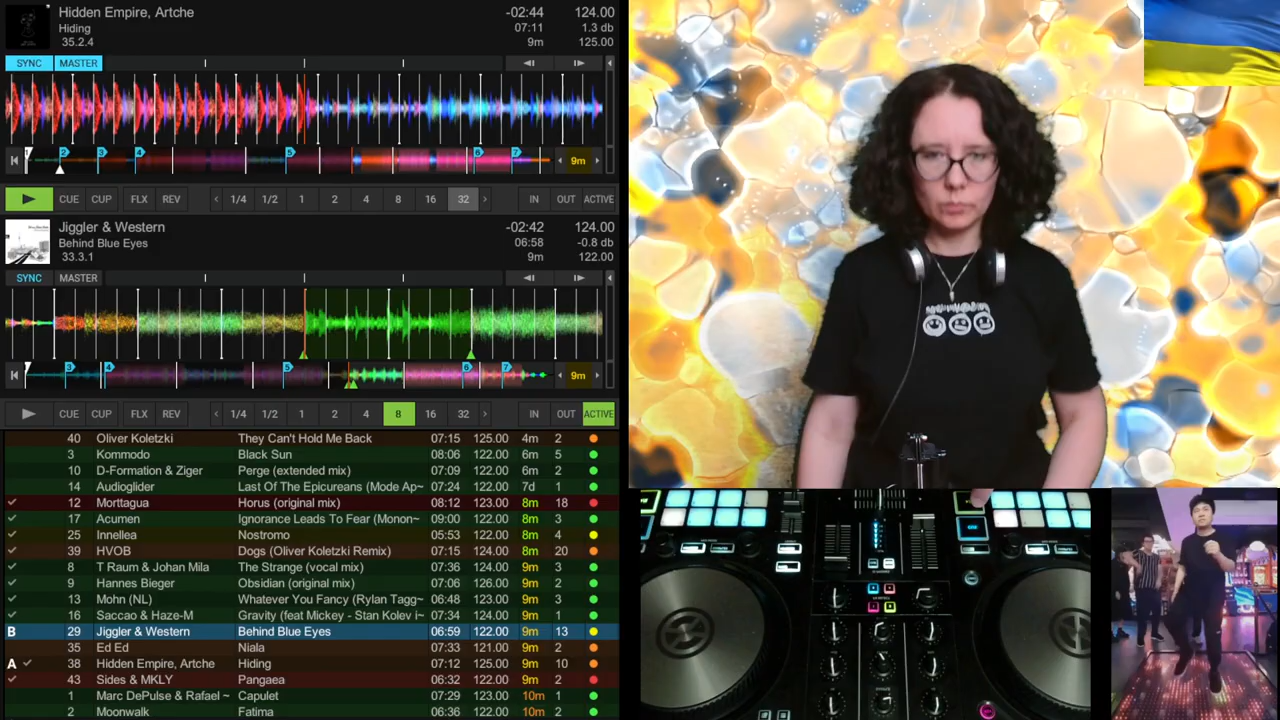 Hidden Empire, Artche -02:44 124.00
Hiding 07:11 1.3 db
35.2.4 9m 125.00
SYNC MASTER
2 3 4 5 6 7 9m
CUE CUP FLX REV 1/4 1/2 1 2 4 8 16 32 IN OUT ACTIVE
Jiggler & Western -02:42 124.00
Behind Blue Eyes 06:58 -0.8 db
33.3.1 9m 122.00
SYNC MASTER
3 4 5 6 7 9m
CUE CUP FLX REV 1/4 1/2 1 2 4 8 16 32 IN OUT ACTIVE
40 Oliver Koletzki They Can't Hold Me Back 07:15 125.00 4m 2
3 Kommodo Black Sun 08:06 122.00 6m 5
10 D-Formation & Ziger Perge (extended mix) 07:09 122.00 6m 2
14 Audioglider Last Of The Epicureans (Mode Ap~ 07:24 122.00 7d 1
12 Morttagua Horus (original mix) 08:12 123.00 8m 18
17 Acumen Ignorance Leads To Fear (Monon~ 09:00 122.00 8m 3
25 Innellea Nostromo 05:53 122.00 8m 4
39 HVOB Dogs (Oliver Koletzki Remix) 07:15 124.00 8m 20
8 T Raum & Johan Mila The Strange (vocal mix) 07:36 124.00 9m 3
9 Hannes Bieger Obsidian (original mix) 07:06 126.00 9m 2
13 Mohn (NL) Whatever You Fancy (Rylan Tagg~ 06:48 123.00 9m 3
16 Saccao & Haze-M Gravity (feat Mickey - Stan Kolev i~ 07:34 122.00 9m 3
B 29 Jiggler & Western Behind Blue Eyes 06:59 122.00 9m 13
35 Ed Ed Niala 07:33 121.00 9m 2
A 38 Hidden Empire, Artche Hiding 07:12 125.00 9m 10
43 Sides & MKLY Pangaea 06:32 122.00 9m 2
1 Marc DePulse & Rafael ~ Capulet 07:29 123.00 10m 1
2 Moonwalk Fatima 06:36 122.00 10m 2